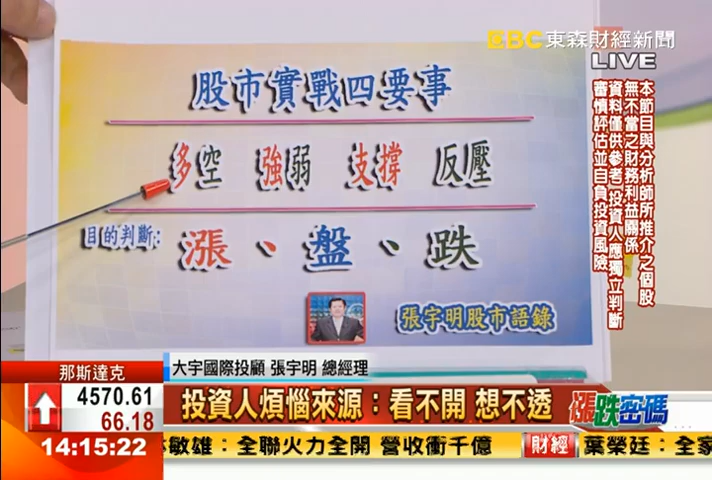 EBC 東森財經新聞
LIVE
股市實戰四要事
多空 強弱 支撐 反壓
目的判斷: 漲、盤、跌
張宇明股市語錄
本節目與分析師所推介之個股
無不當之財務利益關係
資料僅供參考 投資人應獨立判斷
審慎評估並自負投資風險
那斯達克
4570.61
66.18
14:15:22
大宇國際投顧 張宇明 總經理
投資人煩惱來源：看不開 想不透
漲跌密碼
敏雄：全聯火力全開 營收衝千億
財經
葉榮廷：全家